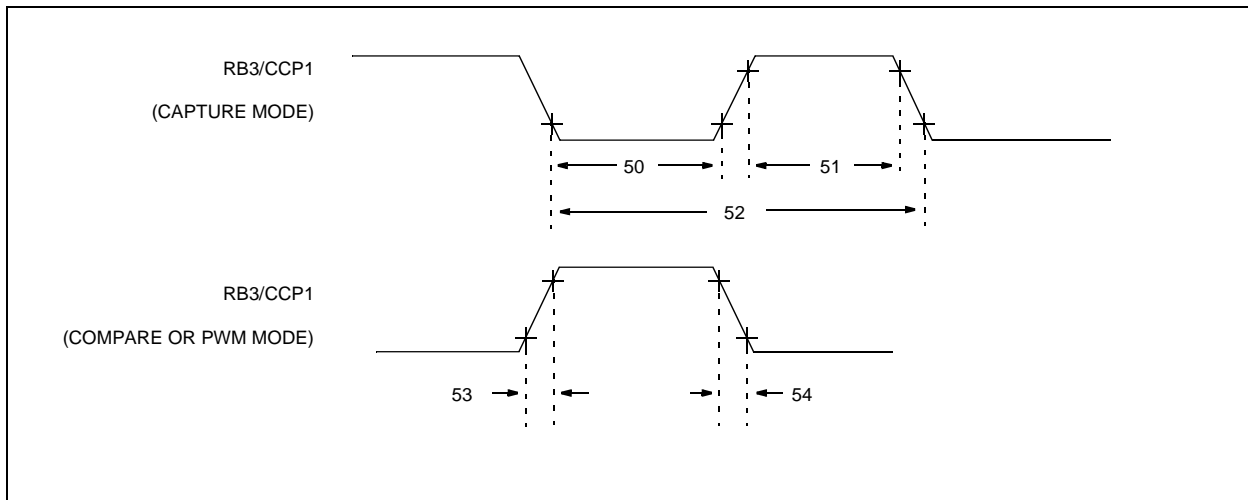 RB3/CCP1
(CAPTURE MODE)
50
51
52
RB3/CCP1
(COMPARE OR PWM MODE)
53
54